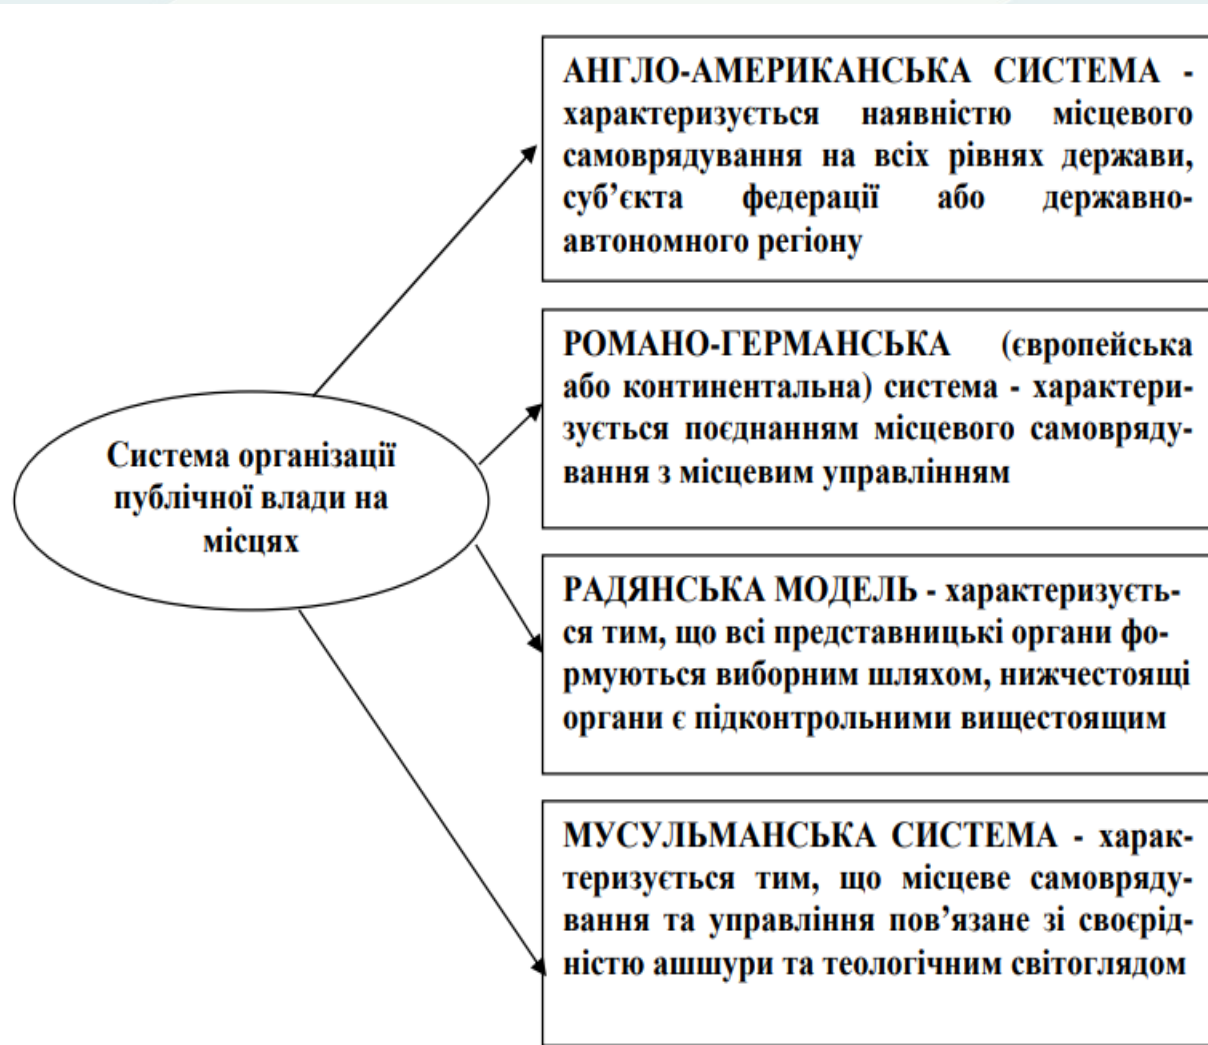 АНГЛО-АМЕРИКАНСЬКА СИСТЕМА -
характеризується наявністю місцевого
самоврядування на всіх рівнях держави,
суб’єкта федерації або державно-
автономного регіону
РОМАНО-ГЕРМАНСЬКА (європейська
або континентальна) система - характери-
зується поєднанням місцевого самовряду-
вання з місцевим управлінням
Система організації
публічної влади на
місцях
РАДЯНСЬКА МОДЕЛЬ - характеризуєть-
ся тим, що всі представницькі органи фо-
рмуються виборним шляхом, нижчестоящі
органи є підконтрольними вищестоящим
МУСУЛЬМАНСЬКА СИСТЕМА - харак-
теризується тим, що місцеве самовряду-
вання та управління пов’язане зі своєрід-
ністю ашшури та теологічним світоглядом